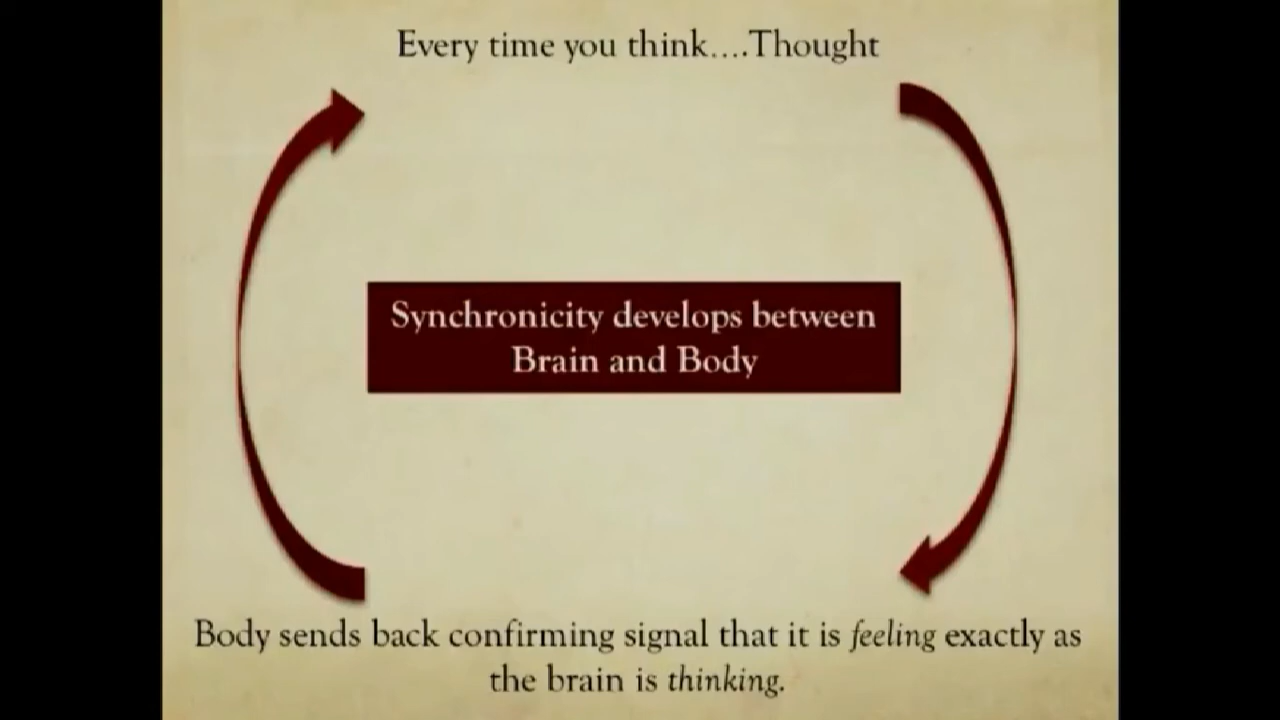 Every time you think....Thought
Synchronicity develops between
Brain and Body
Body sends back confirming signal that it is feeling exactly as
the brain is thinking.